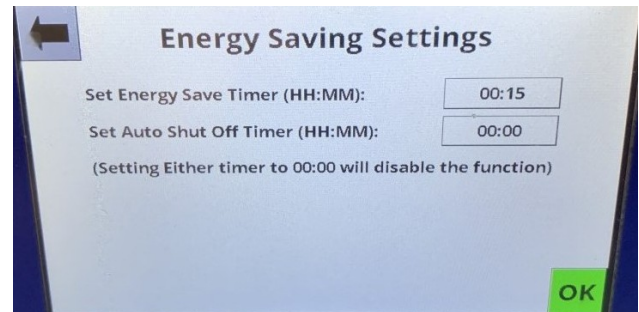 Energy Saving Settings
Set Energy Save Timer (HH:MM): 00:15
Set Auto Shut Off Timer (HH:MM): 00:00
(Setting Either timer to 00:00 will disable the function)
OK